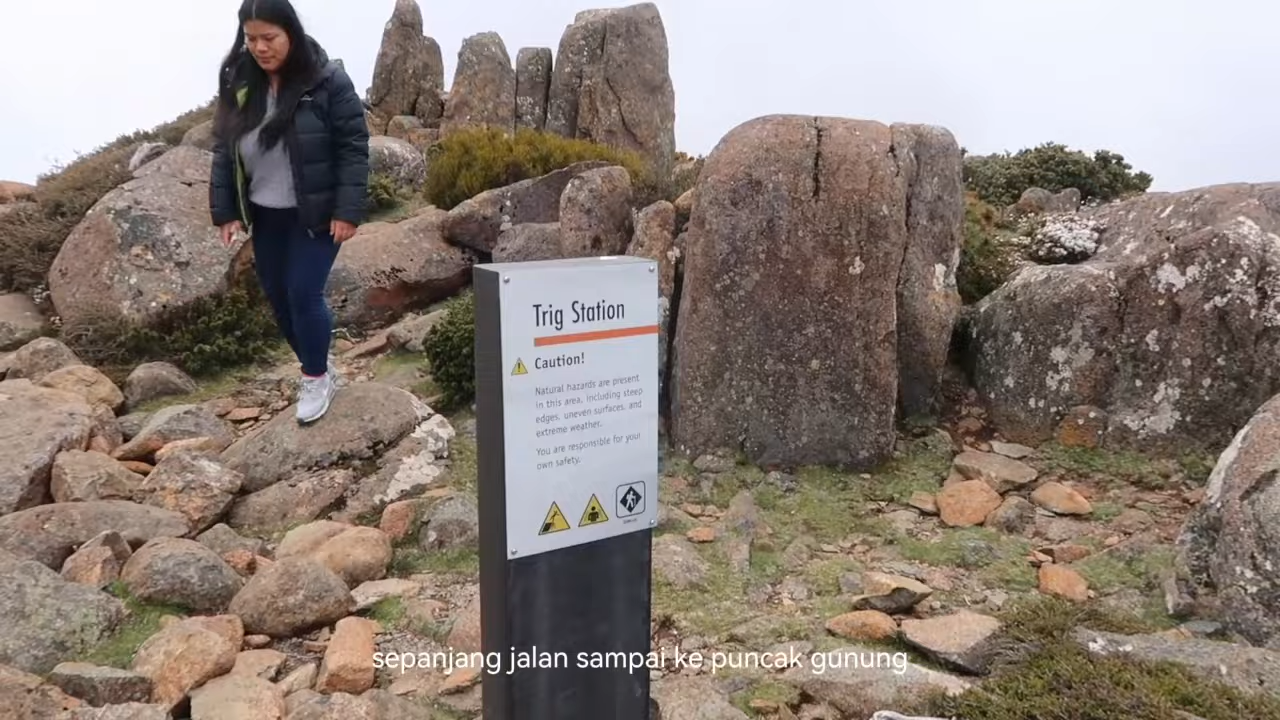 Trig Station
Caution!
Natural hazards are present
in this area, including steep
edges, uneven surfaces, and
extreme weather.
You are responsible for your
own safety.
sepanjang jalan sampai ke puncak gunung